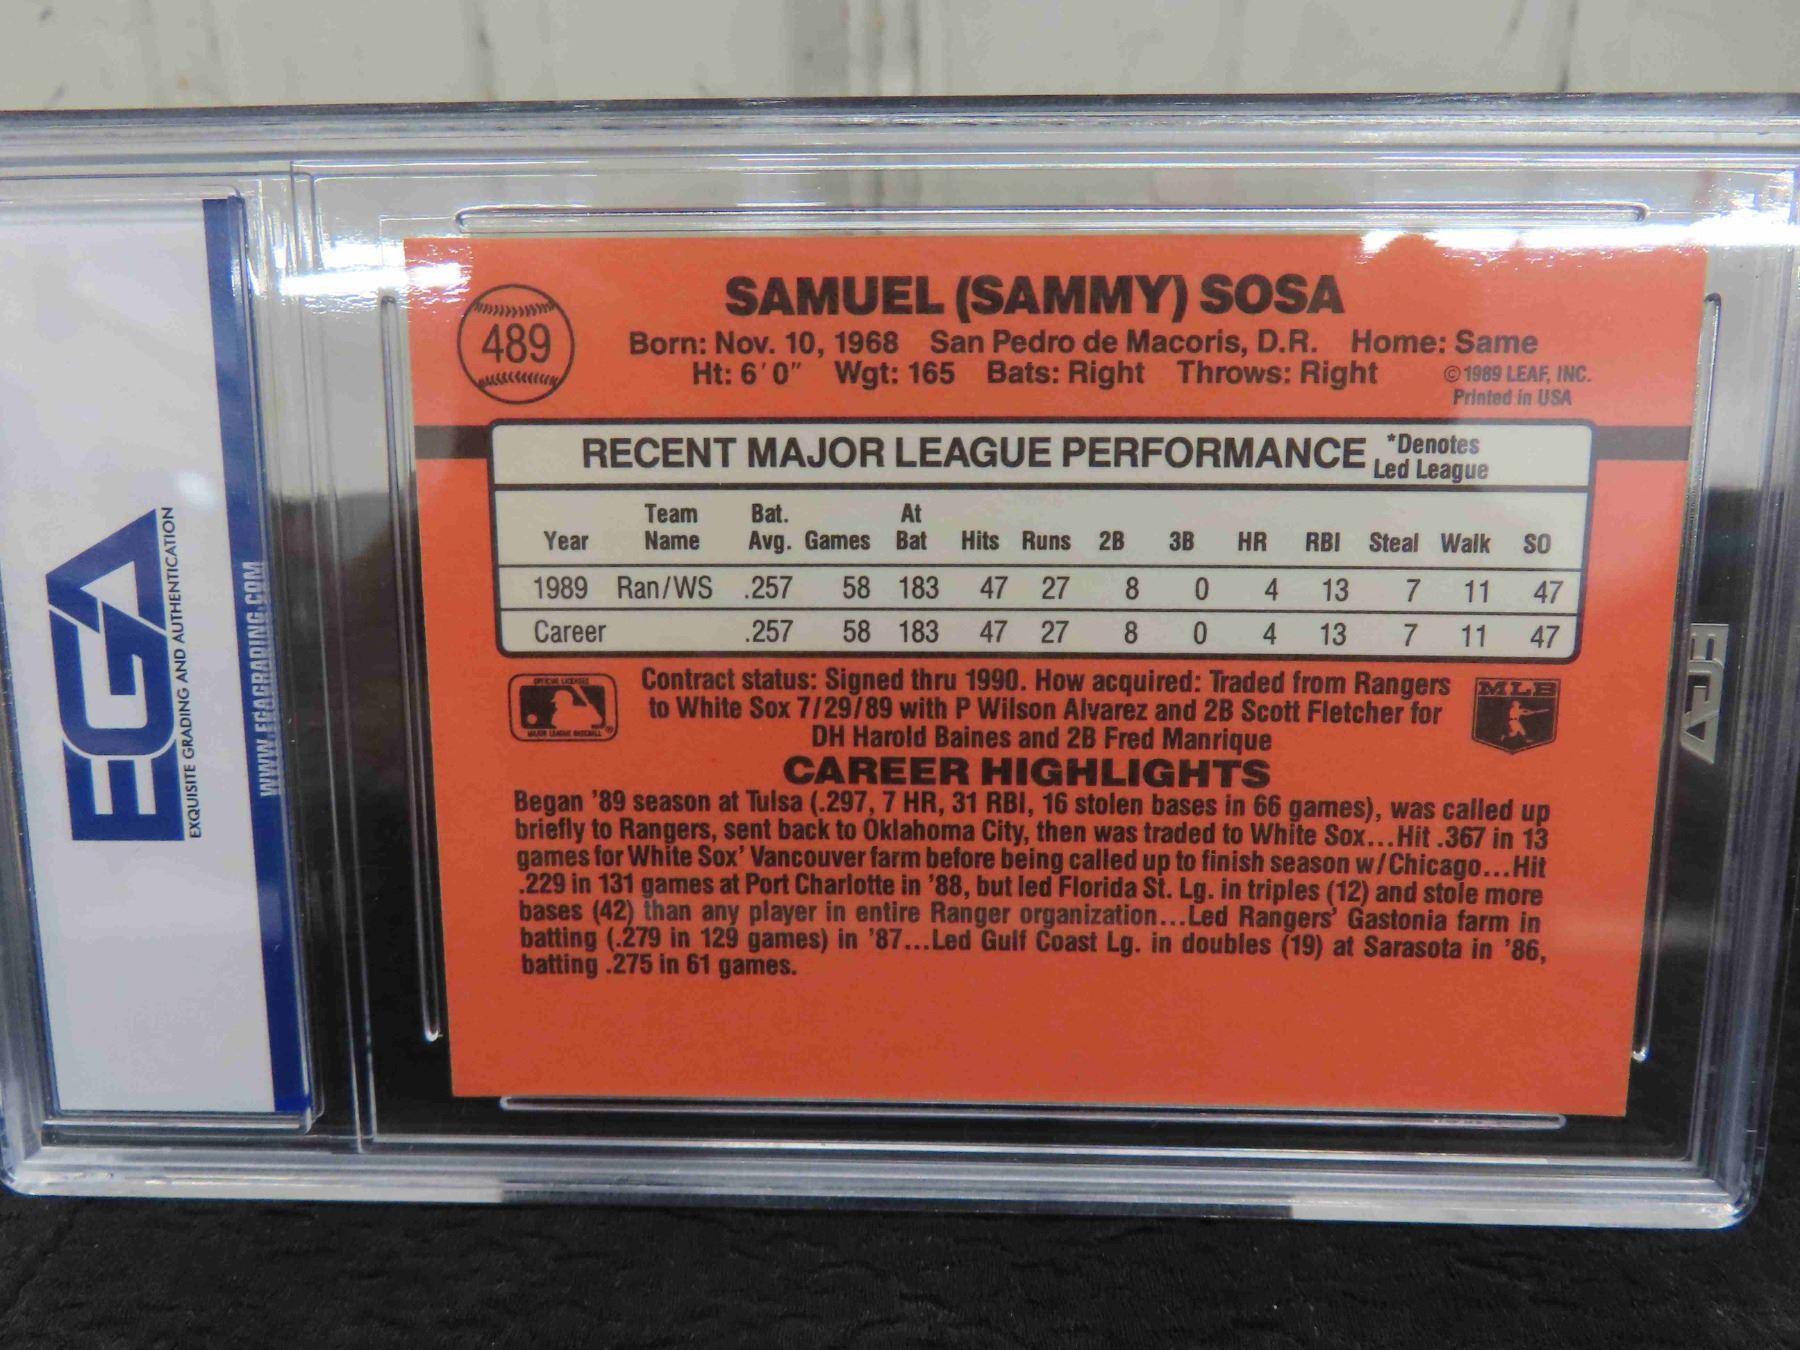 EGA
EXQUISITE GRADING AND AUTHENTICATION
WWW.EGAGRADING.COM
489
SAMUEL (SAMMY) SOSA
Born: Nov. 10, 1968 San Pedro de Macoris, D.R. Home: Same
Ht: 6'0" Wgt: 165 Bats: Right Throws: Right
© 1989 LEAF, INC.
Printed in USA
RECENT MAJOR LEAGUE PERFORMANCE *Denotes
Led League
Team Bat. At
Year Name Avg. Games Bat Hits Runs 2B 3B HR RBI Steal Walk SO
1989 Ran/WS .257 58 183 47 27 8 0 4 13 7 11 47
Career .257 58 183 47 27 8 0 4 13 7 11 47
OFFICIAL LICENSEE
MAJOR LEAGUE BASEBALL®
Contract status: Signed thru 1990. How acquired: Traded from Rangers
to White Sox 7/29/89 with P Wilson Alvarez and 2B Scott Fletcher for
DH Harold Baines and 2B Fred Manrique
MLB
CAREER HIGHLIGHTS
Began '89 season at Tulsa (.297, 7 HR, 31 RBI, 16 stolen bases in 66 games), was called up
briefly to Rangers, sent back to Oklahoma City, then was traded to White Sox...Hit .367 in 13
games for White Sox' Vancouver farm before being called up to finish season w/Chicago...Hit
.229 in 131 games at Port Charlotte in '88, but led Florida St. Lg. in triples (12) and stole more
bases (42) than any player in entire Ranger organization...Led Rangers' Gastonia farm in
batting (.279 in 129 games) in '87...Led Gulf Coast Lg. in doubles (19) at Sarasota in '86,
batting .275 in 61 games.
EGA